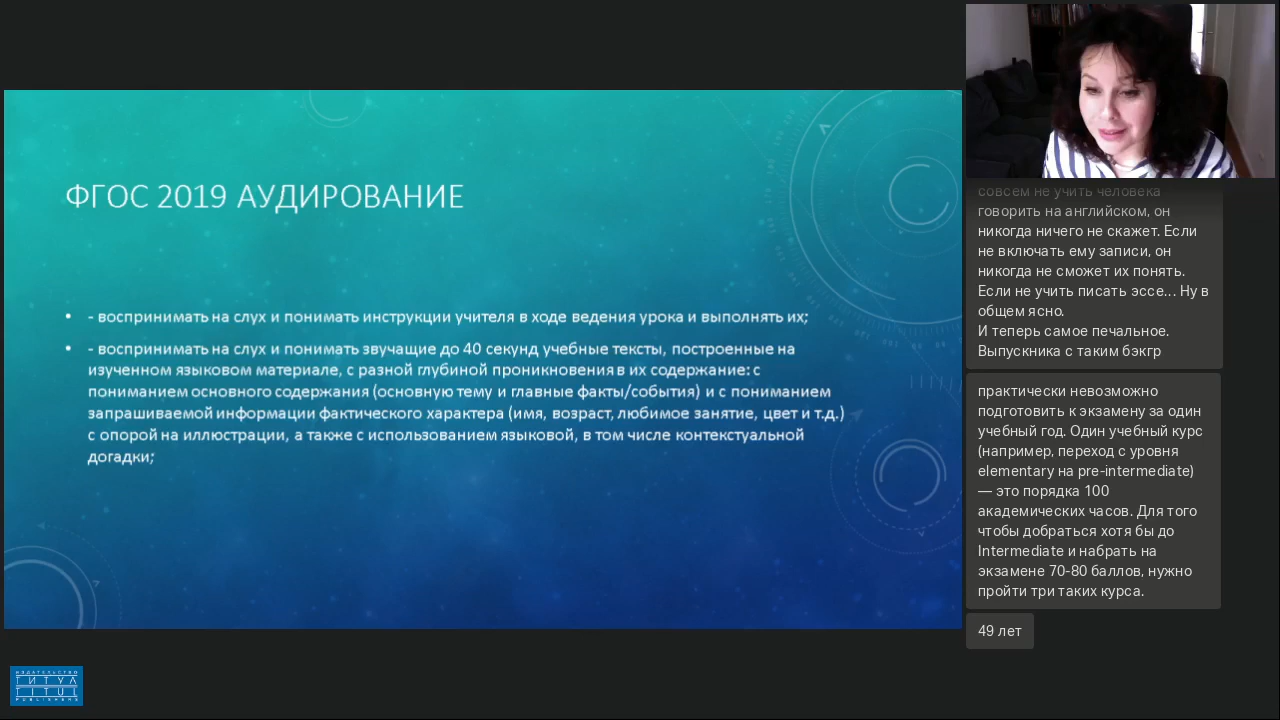 ФГОС 2019 АУДИРОВАНИЕ
• - воспринимать на слух и понимать инструкции учителя в ходе ведения урока и выполнять их;
• - воспринимать на слух и понимать звучащие до 40 секунд учебные тексты, построенные на
изученном языковом материале, с разной глубиной проникновения в их содержание: с
пониманием основного содержания (основную тему и главные факты/события) и с пониманием
запрашиваемой информации фактического характера (имя, возраст, любимое занятие, цвет и т.д.)
с опорой на иллюстрации, а также с использованием языковой, в том числе контекстуальной
догадки;
совсем не учить человека
говорить на английском, он
никогда ничего не скажет. Если
не включать ему записи, он
никогда не сможет их понять.
Если не учить писать эссе... Ну в
общем ясно.
И теперь самое печальное.
Выпускника с таким бэкгр
практически невозможно
подготовить к экзамену за один
учебный год. Один учебный курс
(например, переход с уровня
elementary на pre-intermediate)
— это порядка 100
академических часов. Для того
чтобы добраться хотя бы до
Intermediate и набрать на
экзамене 70-80 баллов, нужно
пройти три таких курса.
49 лет
ИЗДАТЕЛЬСТВО
ТИТУЛ
TITUL
PUBLISHERS